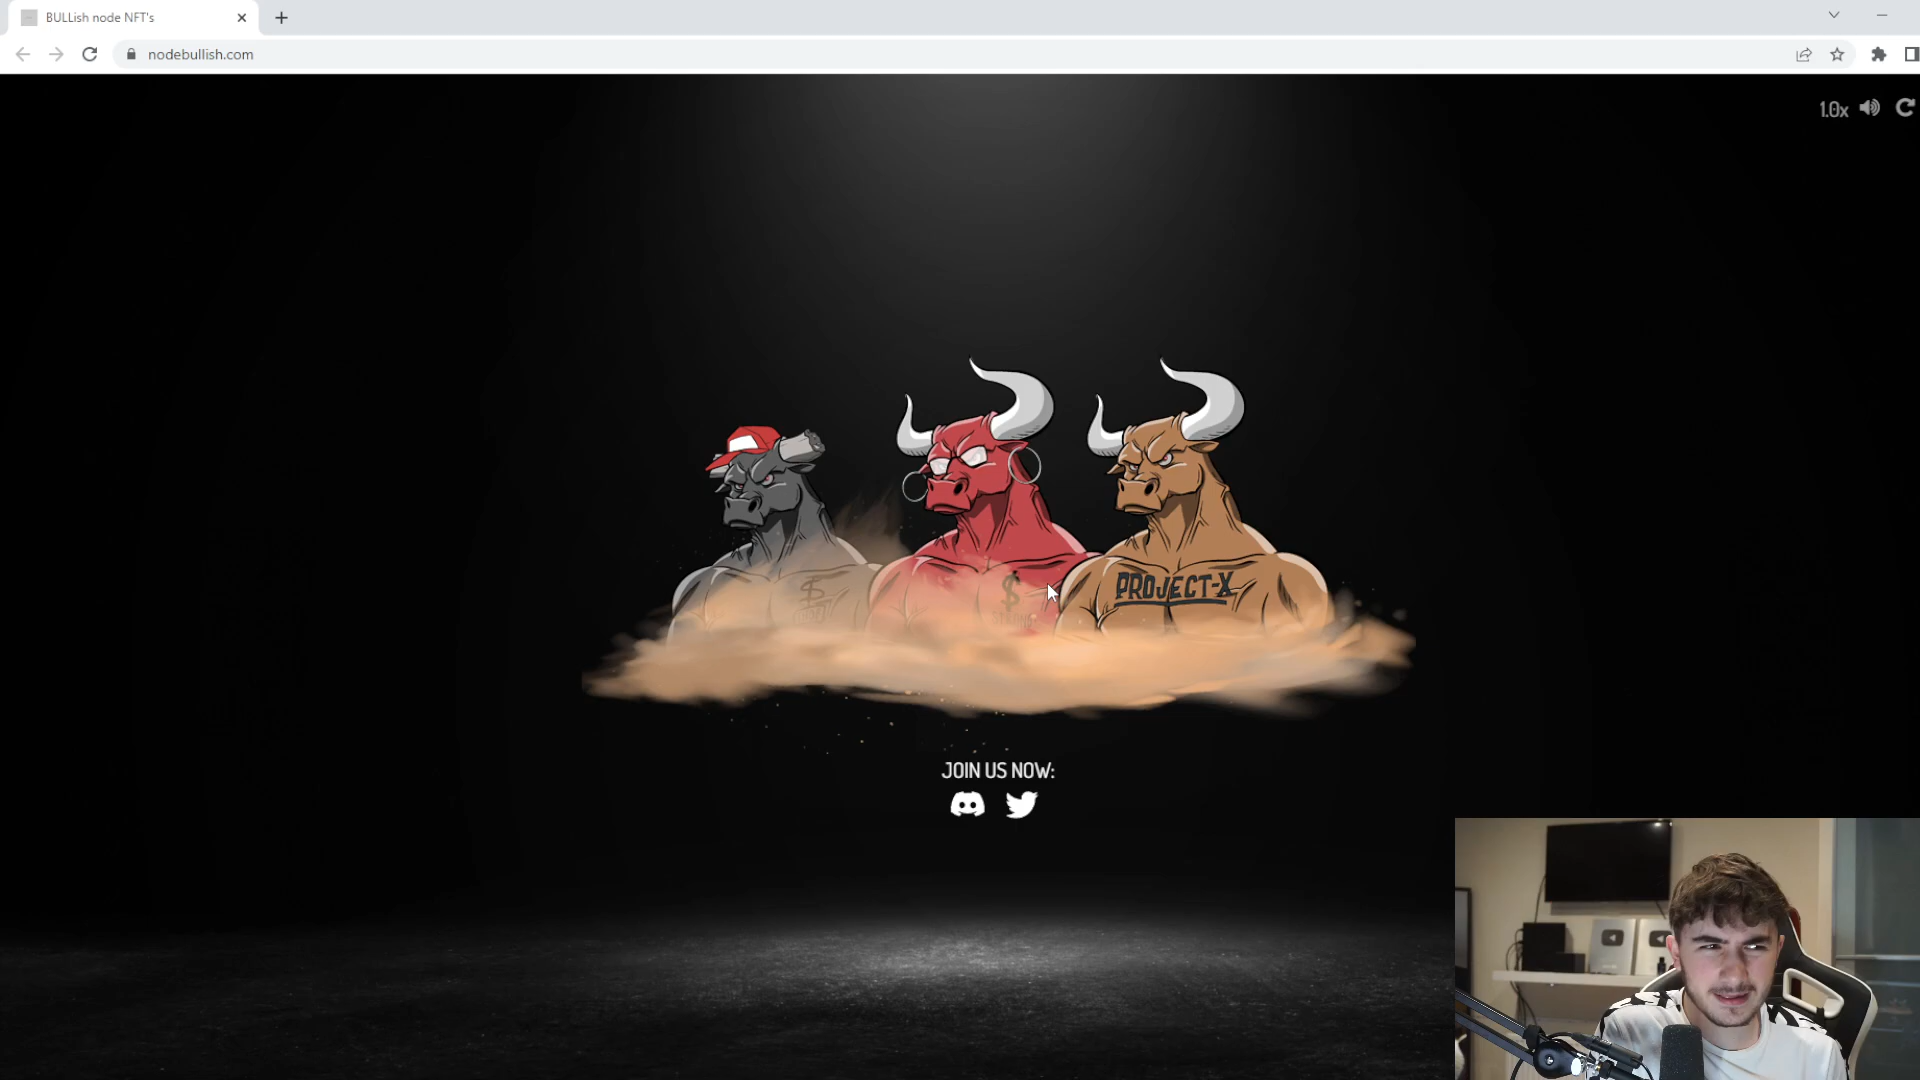 BULLish node NFT's
nodebullish.com
1.0x
$
$
PROJECT-X
JOIN US NOW: